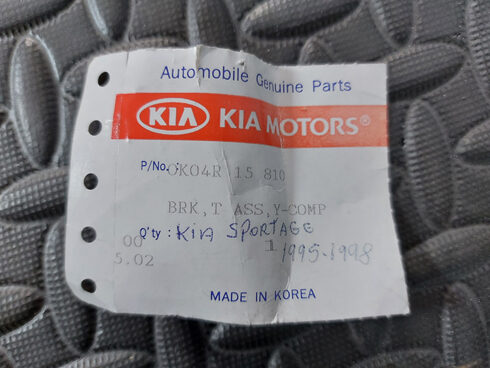 Automobile Genuine Parts
KIA KIA MOTORS®
P/No. : OK04R 15 810
BRK,T ASS,Y-COMP
Q'ty : KIA SPORTAGE
00 1 1995-1998
5.02
MADE IN KOREA